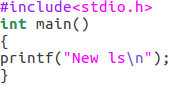 #include<stdio.h>
int main()
{
printf("New ls\n");
}